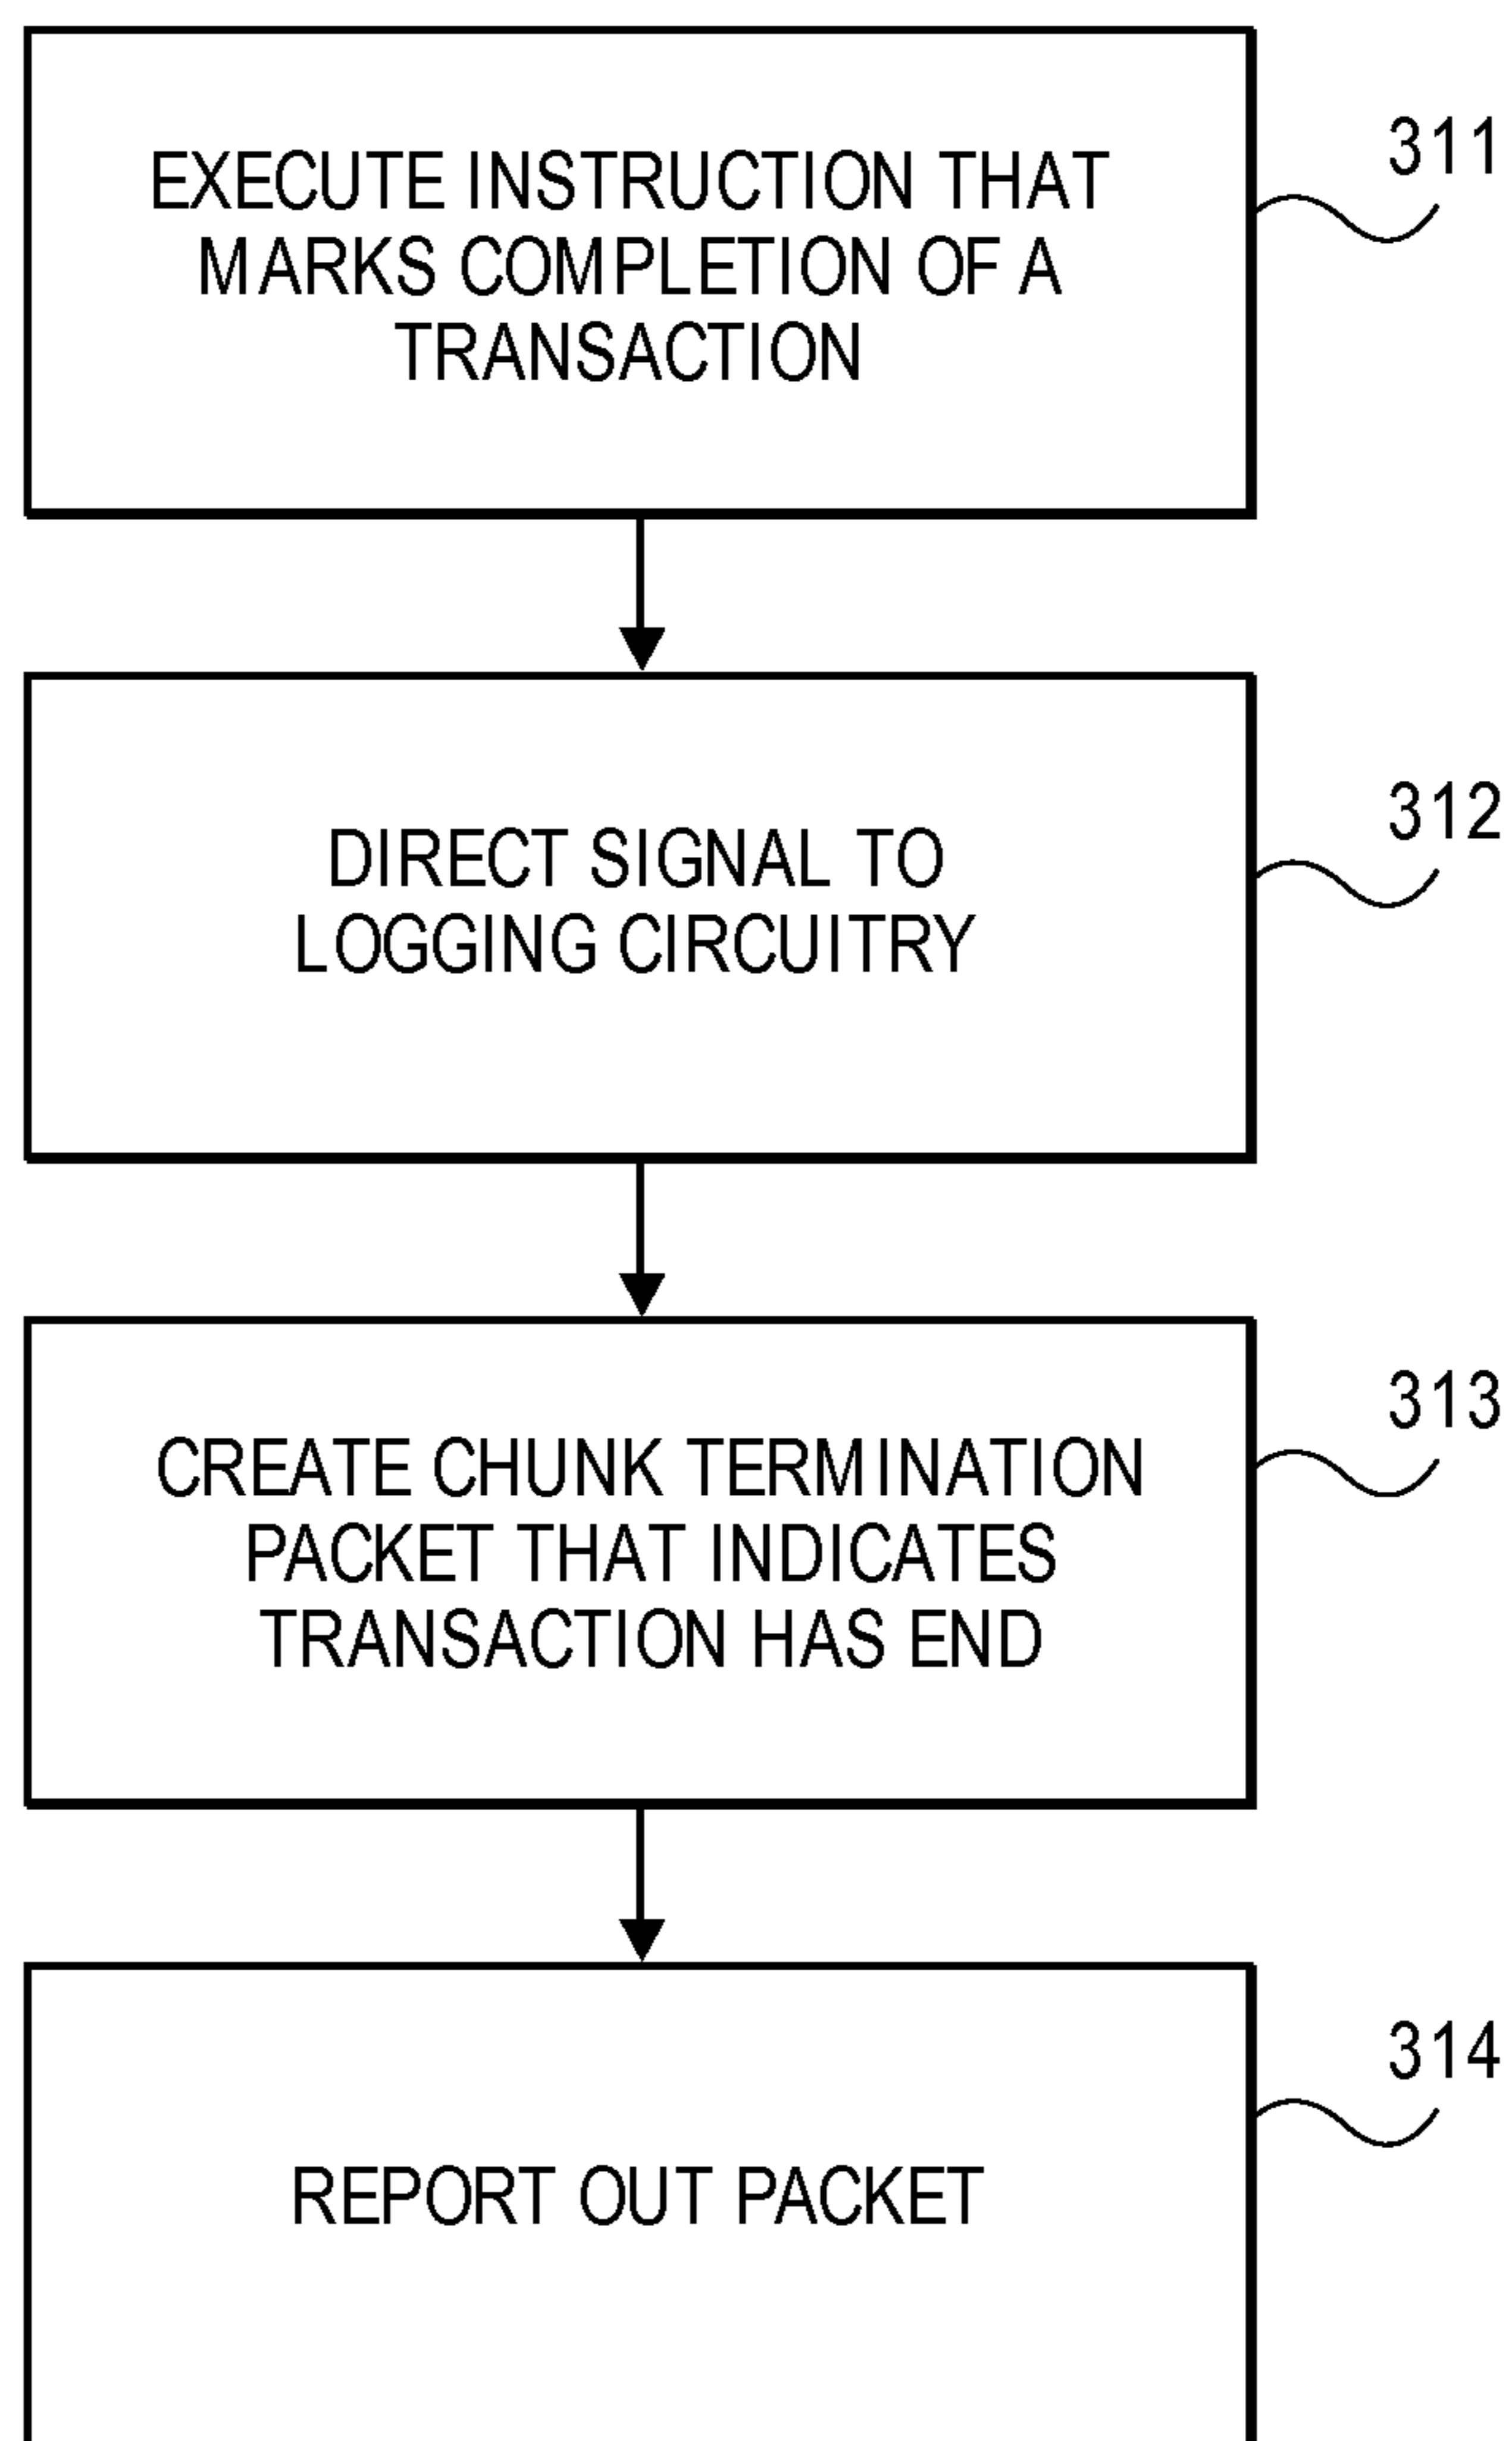 EXECUTE INSTRUCTION THAT
MARKS COMPLETION OF A
TRANSACTION
311
DIRECT SIGNAL TO
LOGGING CIRCUITRY
312
CREATE CHUNK TERMINATION
PACKET THAT INDICATES
TRANSACTION HAS END
313
REPORT OUT PACKET
314